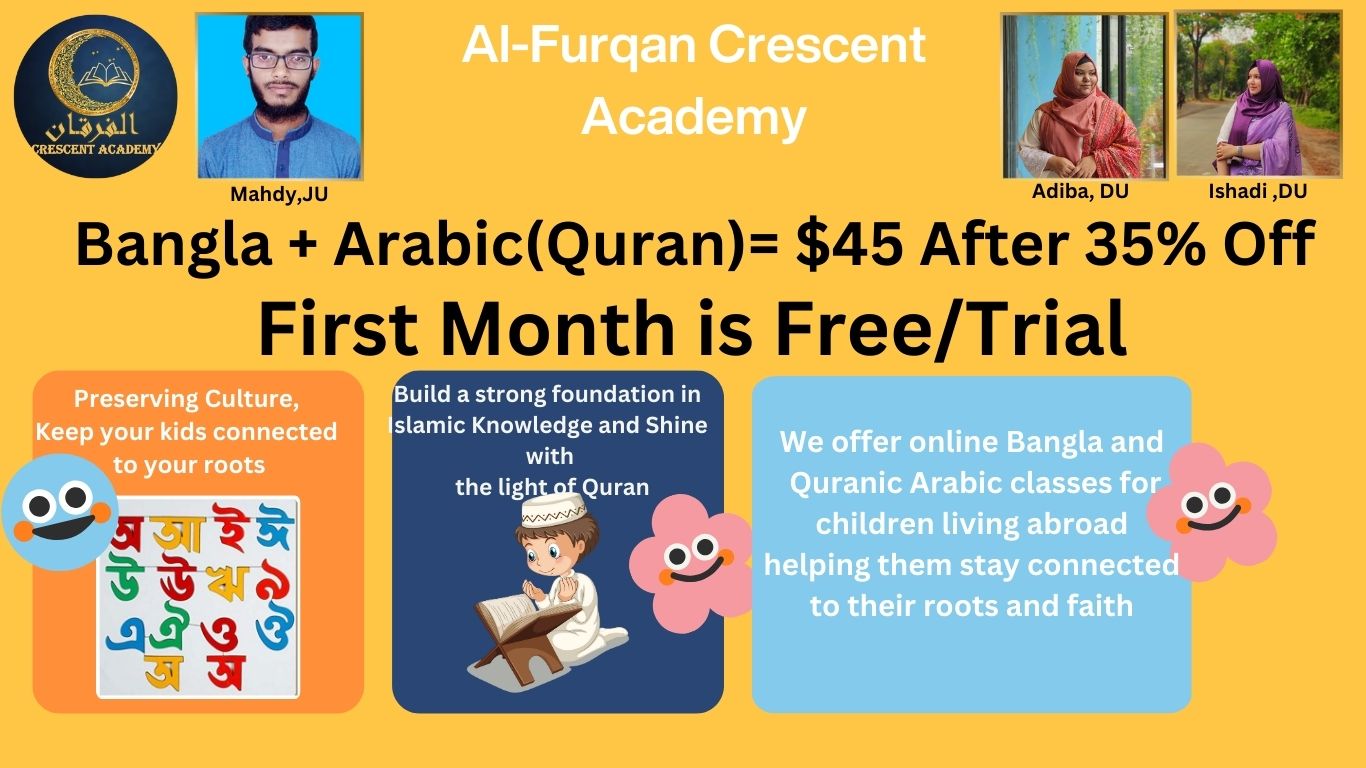 الفرقان
CRESCENT ACADEMY
Mahdy,JU
Al-Furqan Crescent
Academy
Adiba, DU
Ishadi ,DU
Bangla + Arabic(Quran)= $45 After 35% Off
First Month is Free/Trial
Preserving Culture,
Keep your kids connected
to your roots
অ আ ই ঈ
উ ঊ ঋ ৯
এ ঐ ও ঔ
অ অ
Build a strong foundation in
Islamic Knowledge and Shine
with
the light of Quran
We offer online Bangla and
Quranic Arabic classes for
children living abroad
helping them stay connected
to their roots and faith